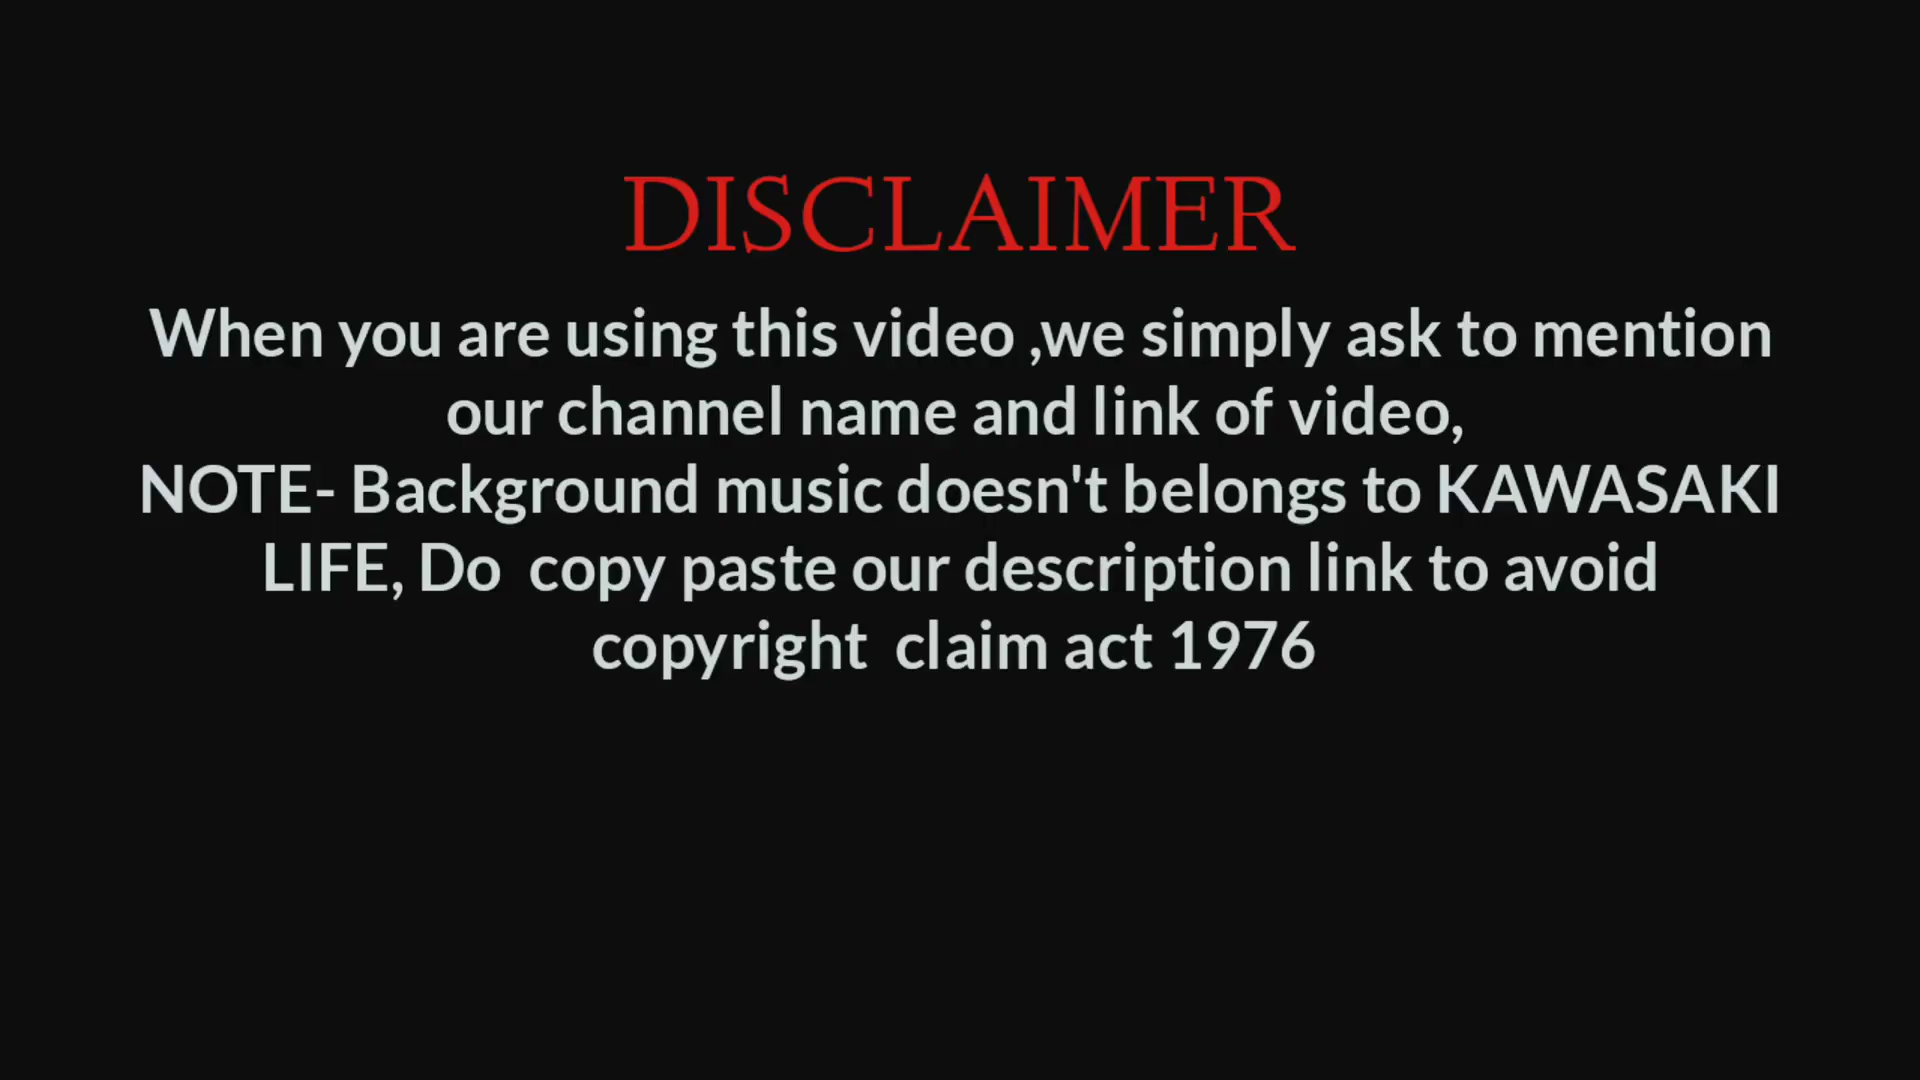 DISCLAIMER
When you are using this video ,we simply ask to mention
our channel name and link of video,
NOTE- Background music doesn't belongs to KAWASAKI
LIFE, Do  copy paste our description link to avoid
copyright  claim act 1976